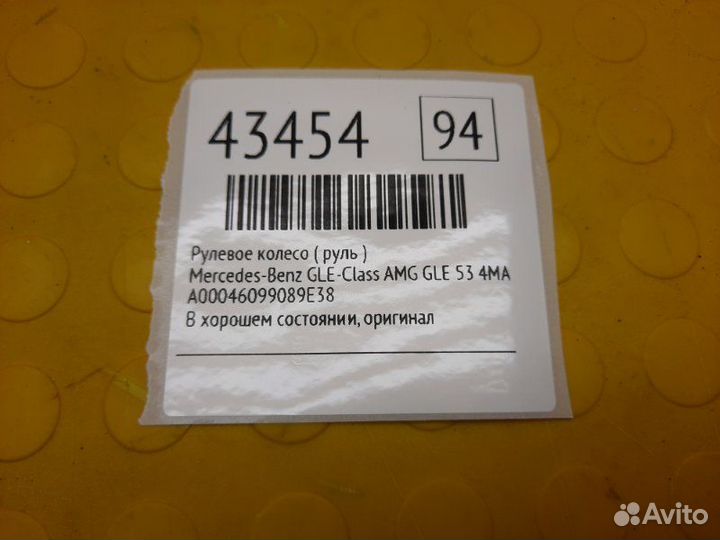 43454
94
Рулевое колесо ( руль )
Mercedes-Benz GLE-Class AMG GLE 53 4MA
A00046099089E38
В хорошем состоянии, оригинал
Avito